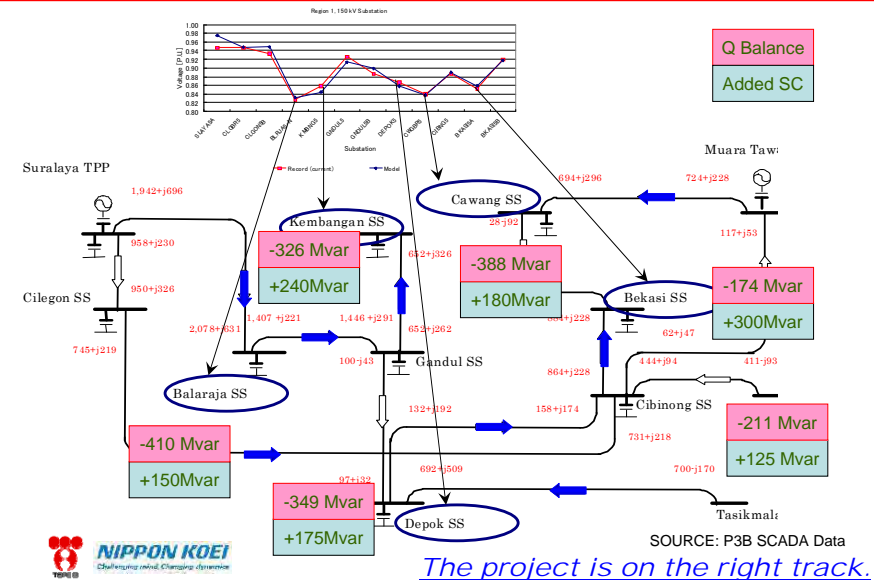 Region 1, 150 kV Substation
Voltage [P.U.]
1.00
0.98
0.96
0.94
0.92
0.90
0.88
0.86
0.84
0.82
0.80
Substation
Record (current)
Model
Q Balance
Added SC
Suralaya TPP
Muara Tawa
1,942+j696
694+j296
724+j228
Cawang SS
Kembangan SS
28-j92
117+j53
958+j230
-326 Mvar
652+j326
-388 Mvar
-174 Mvar
950+j326
+240Mvar
+180Mvar
Bekasi SS
+300Mvar
Cilegon SS
1,407 +j221
1,446 +j291
2,078+j631
652+j262
62+j47
745+j219
100-j43
Gandul SS
444+j94
411-j93
864+j228
Balaraja SS
132+j192
158+j174
Cibinong SS
-410 Mvar
-211 Mvar
731+j218
+150Mvar
+125 Mvar
97+j32
692+j509
700-j170
-349 Mvar
+175Mvar
Depok SS
Tasikmala
SOURCE: P3B SCADA Data
NIPPON KOEI
Challenging mind, Changing dynamics
TEPCO
The project is on the right track.